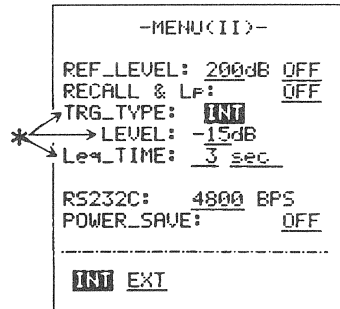 -MENU(II)-
REF_LEVEL: 200dB OFF
RECALL & Lp: OFF
TRG_TYPE: INT
* LEVEL: -15dB
Leq_TIME: 3 sec
RS232C: 4800 BPS
POWER_SAVE: OFF
INT EXT